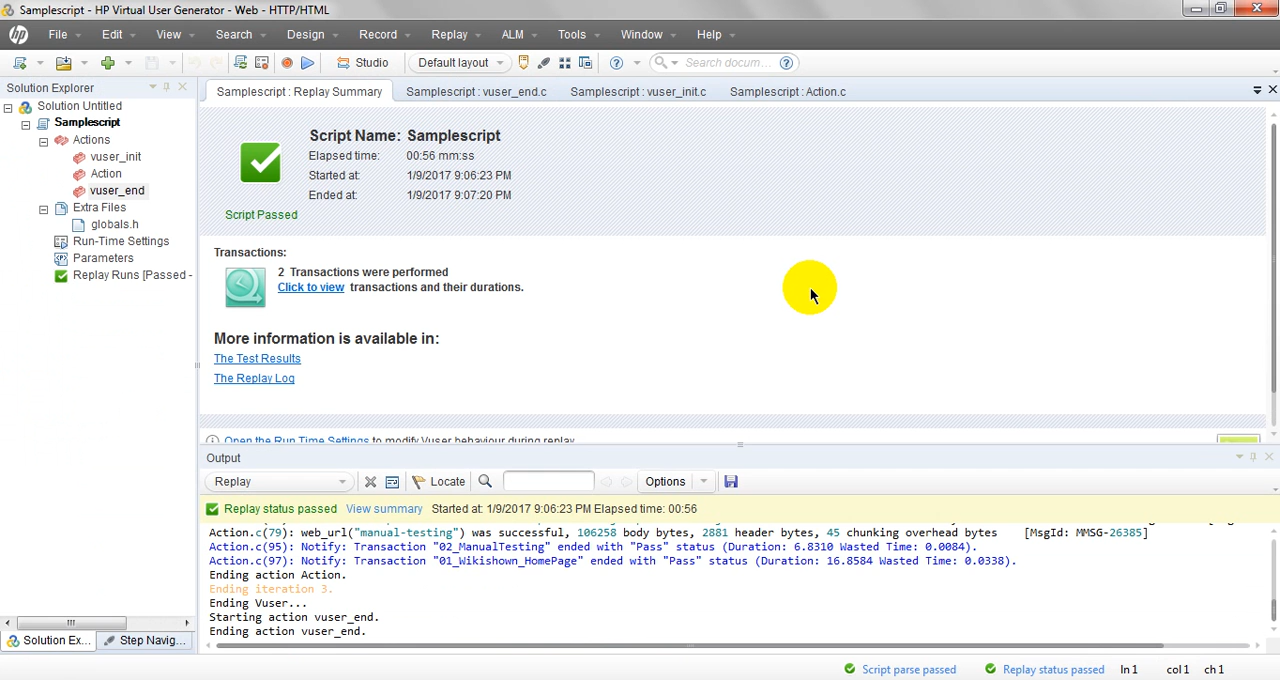 Samplescript - HP Virtual User Generator - Web - HTTP/HTML
hp File Edit View Search Design Record Replay ALM Tools Window Help
Studio Default layout Search docum...
Solution Explorer
Samplescript : Replay Summary Samplescript : vuser_end.c Samplescript : vuser_init.c Samplescript : Action.c
Solution Untitled
Samplescript
Actions
vuser_init
Action
vuser_end
Extra Files
globals.h
Run-Time Settings
Parameters
Replay Runs [Passed -
Script Name: Samplescript
Elapsed time: 00:56 mm:ss
Started at: 1/9/2017 9:06:23 PM
Ended at: 1/9/2017 9:07:20 PM
Script Passed
Transactions:
2 Transactions were performed
Click to view transactions and their durations.
More information is available in:
The Test Results
The Replay Log
Open the Run Time Settings to modify Vuser behaviour during replay
Output
Replay Locate Options
Replay status passed View summary Started at: 1/9/2017 9:06:23 PM Elapsed time: 00:56
Action.c(79): web_url("manual-testing") was successful, 106258 body bytes, 2881 header bytes, 45 chunking overhead bytes [MsgId: MMSG-26385]
Action.c(95): Notify: Transaction "02_ManualTesting" ended with "Pass" status (Duration: 6.8310 Wasted Time: 0.0084).
Action.c(97): Notify: Transaction "01_Wikishown_HomePage" ended with "Pass" status (Duration: 16.8584 Wasted Time: 0.0338).
Ending action Action.
Ending iteration 3.
Ending Vuser...
Starting action vuser_end.
Ending action vuser_end.
Solution Ex... Step Navig...
Script parse passed Replay status passed ln1 col1 ch1